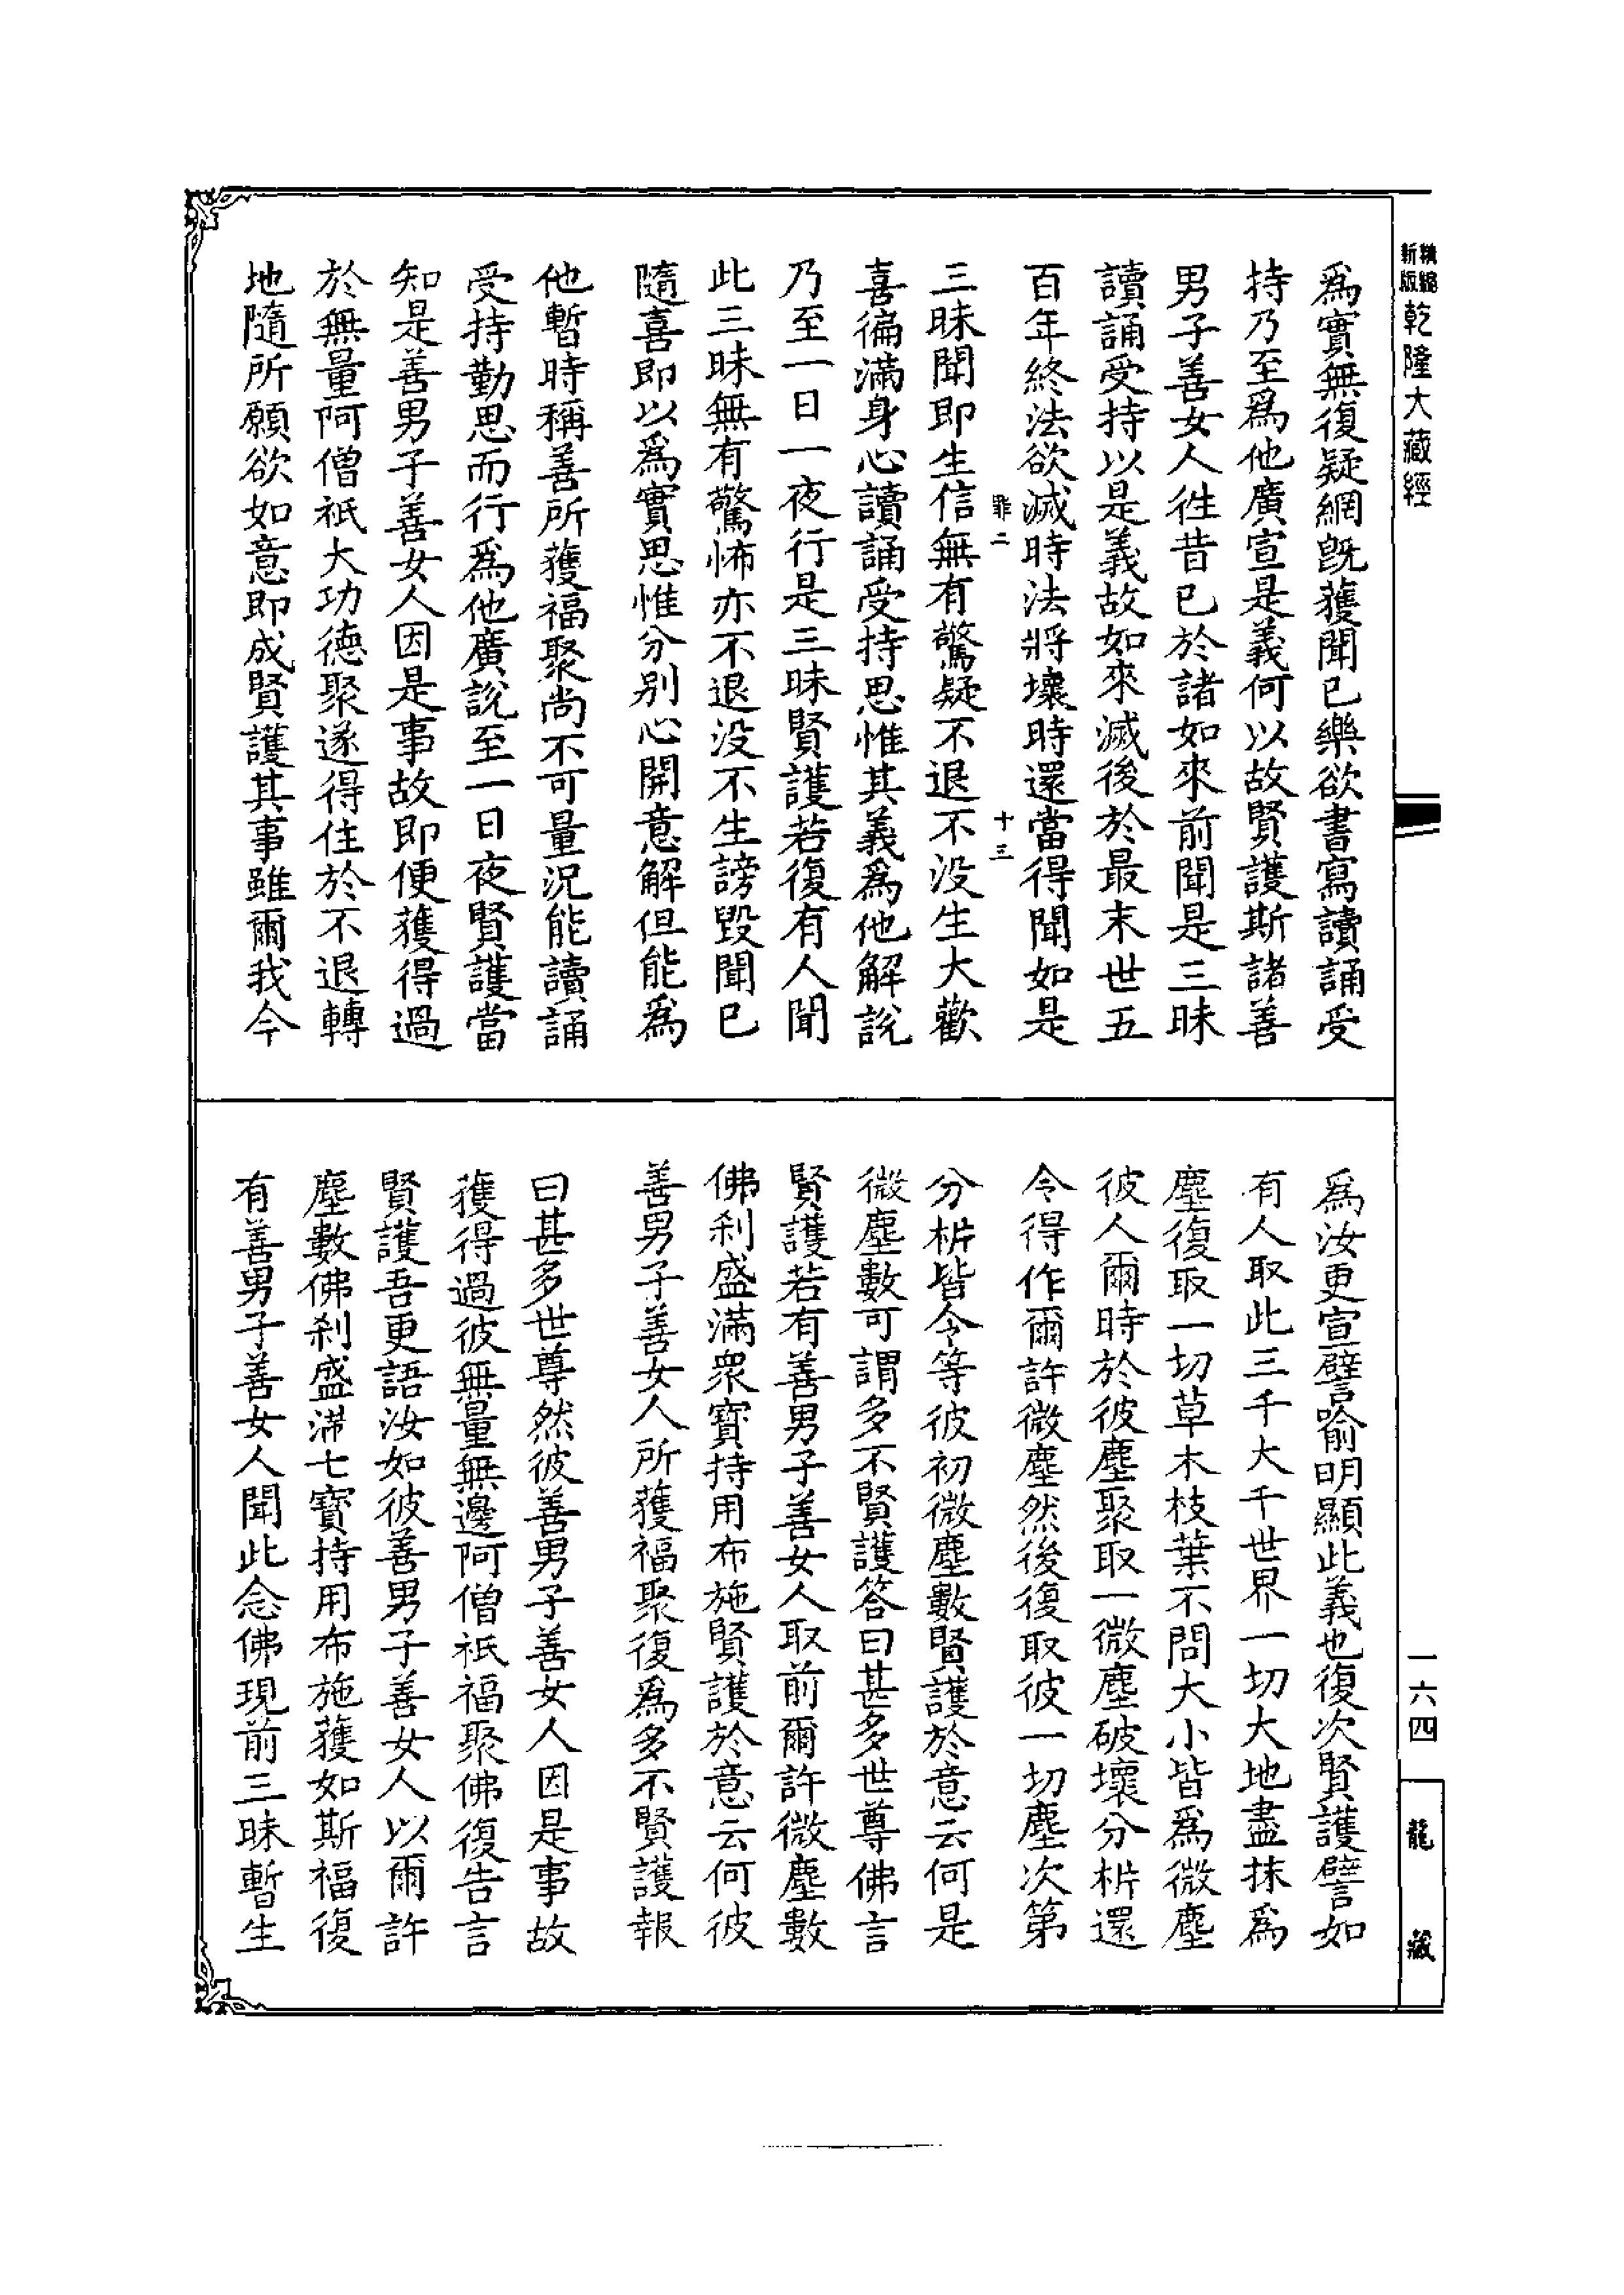 精縮新版乾隆大藏經
為實無復疑網旣獲聞已樂欲書寫讀誦受
持乃至為他廣宣是義何以故賢護斯諸善
男子善女人徃昔已於諸如來前聞是三昧
讀誦受持以是義故如來滅後於最末世五
百年終法欲滅時法將壞時還當得聞如是
十三
三昧聞即生信無有驚疑不退不没生大歡
喜徧滿身心讀誦受持思惟其義為他解說
乃至一日一夜行是三昧賢護若復有人聞
此三昧無有驚怖亦不退没不生謗毀聞已
隨喜即以為實思惟分別心開意解但能為
他暫時稱善所獲福聚尚不可量況能讀誦
受持勤思而行為他廣說至一日夜賢護當
知是善男子善女人因是事故即便獲得過
於無量阿僧祇大功德聚遂得住於不退轉
地隨所願欲如意即成賢護其事雖爾我今
為汝更宣譬喻明顯此義也復次賢護譬如
有人取此三千大千世界一切大地盡抹為
塵復取一切草木枝葉不問大小皆為微塵
彼人爾時於彼塵聚取一微塵破壞分枿還
令得作爾許微塵然後復取彼一切塵次第
分枿皆令等彼初微塵數賢護於意云何是
微塵數可謂多不賢護答曰甚多世尊佛言
賢護若有善男子善女人取前爾許微塵數
佛刹盛滿衆寶持用布施賢護於意云何彼
善男子善女人所獲福聚復為多不賢護報
曰甚多世尊然彼善男子善女人因是事故
獲得過彼無量無邊阿僧祇福聚佛復告言
賢護吾更語汝如彼善男子善女人以爾許
塵數佛刹盛滿七寶持用布施獲如斯福復
有善男子善女人聞此念佛現前三昧暫生
一六四
龍藏